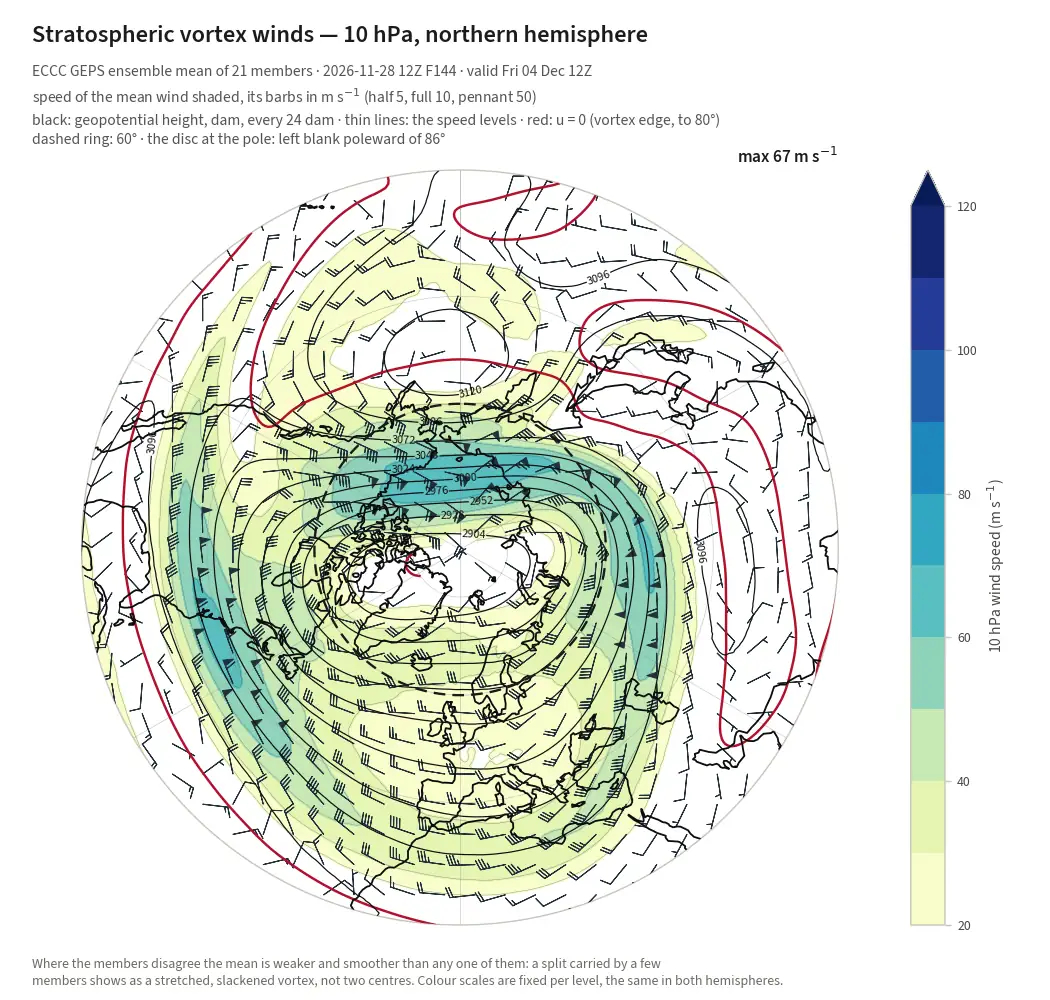 Stratospheric vortex winds — 10 hPa, northern hemisphere
ECCC GEPS ensemble mean of 21 members · 2026-11-28 12Z F144 · valid Fri 04 Dec 12Z
speed of the mean wind shaded, its barbs in m s⁻¹ (half 5, full 10, pennant 50)
black: geopotential height, dam, every 24 dam · thin lines: the speed levels · red: u = 0 (vortex edge, to 80°)
dashed ring: 60° · the disc at the pole: left blank poleward of 86°
max 67 m s⁻¹
120
100
80
60
40
20
10 hPa wind speed (m s⁻¹)
3096
3120
3072
3048
3024
3000
2976
2952
2904
3096
3096
Where the members disagree the mean is weaker and smoother than any one of them: a split carried by a few
members shows as a stretched, slackened vortex, not two centres. Colour scales are fixed per level, the same in both hemispheres.